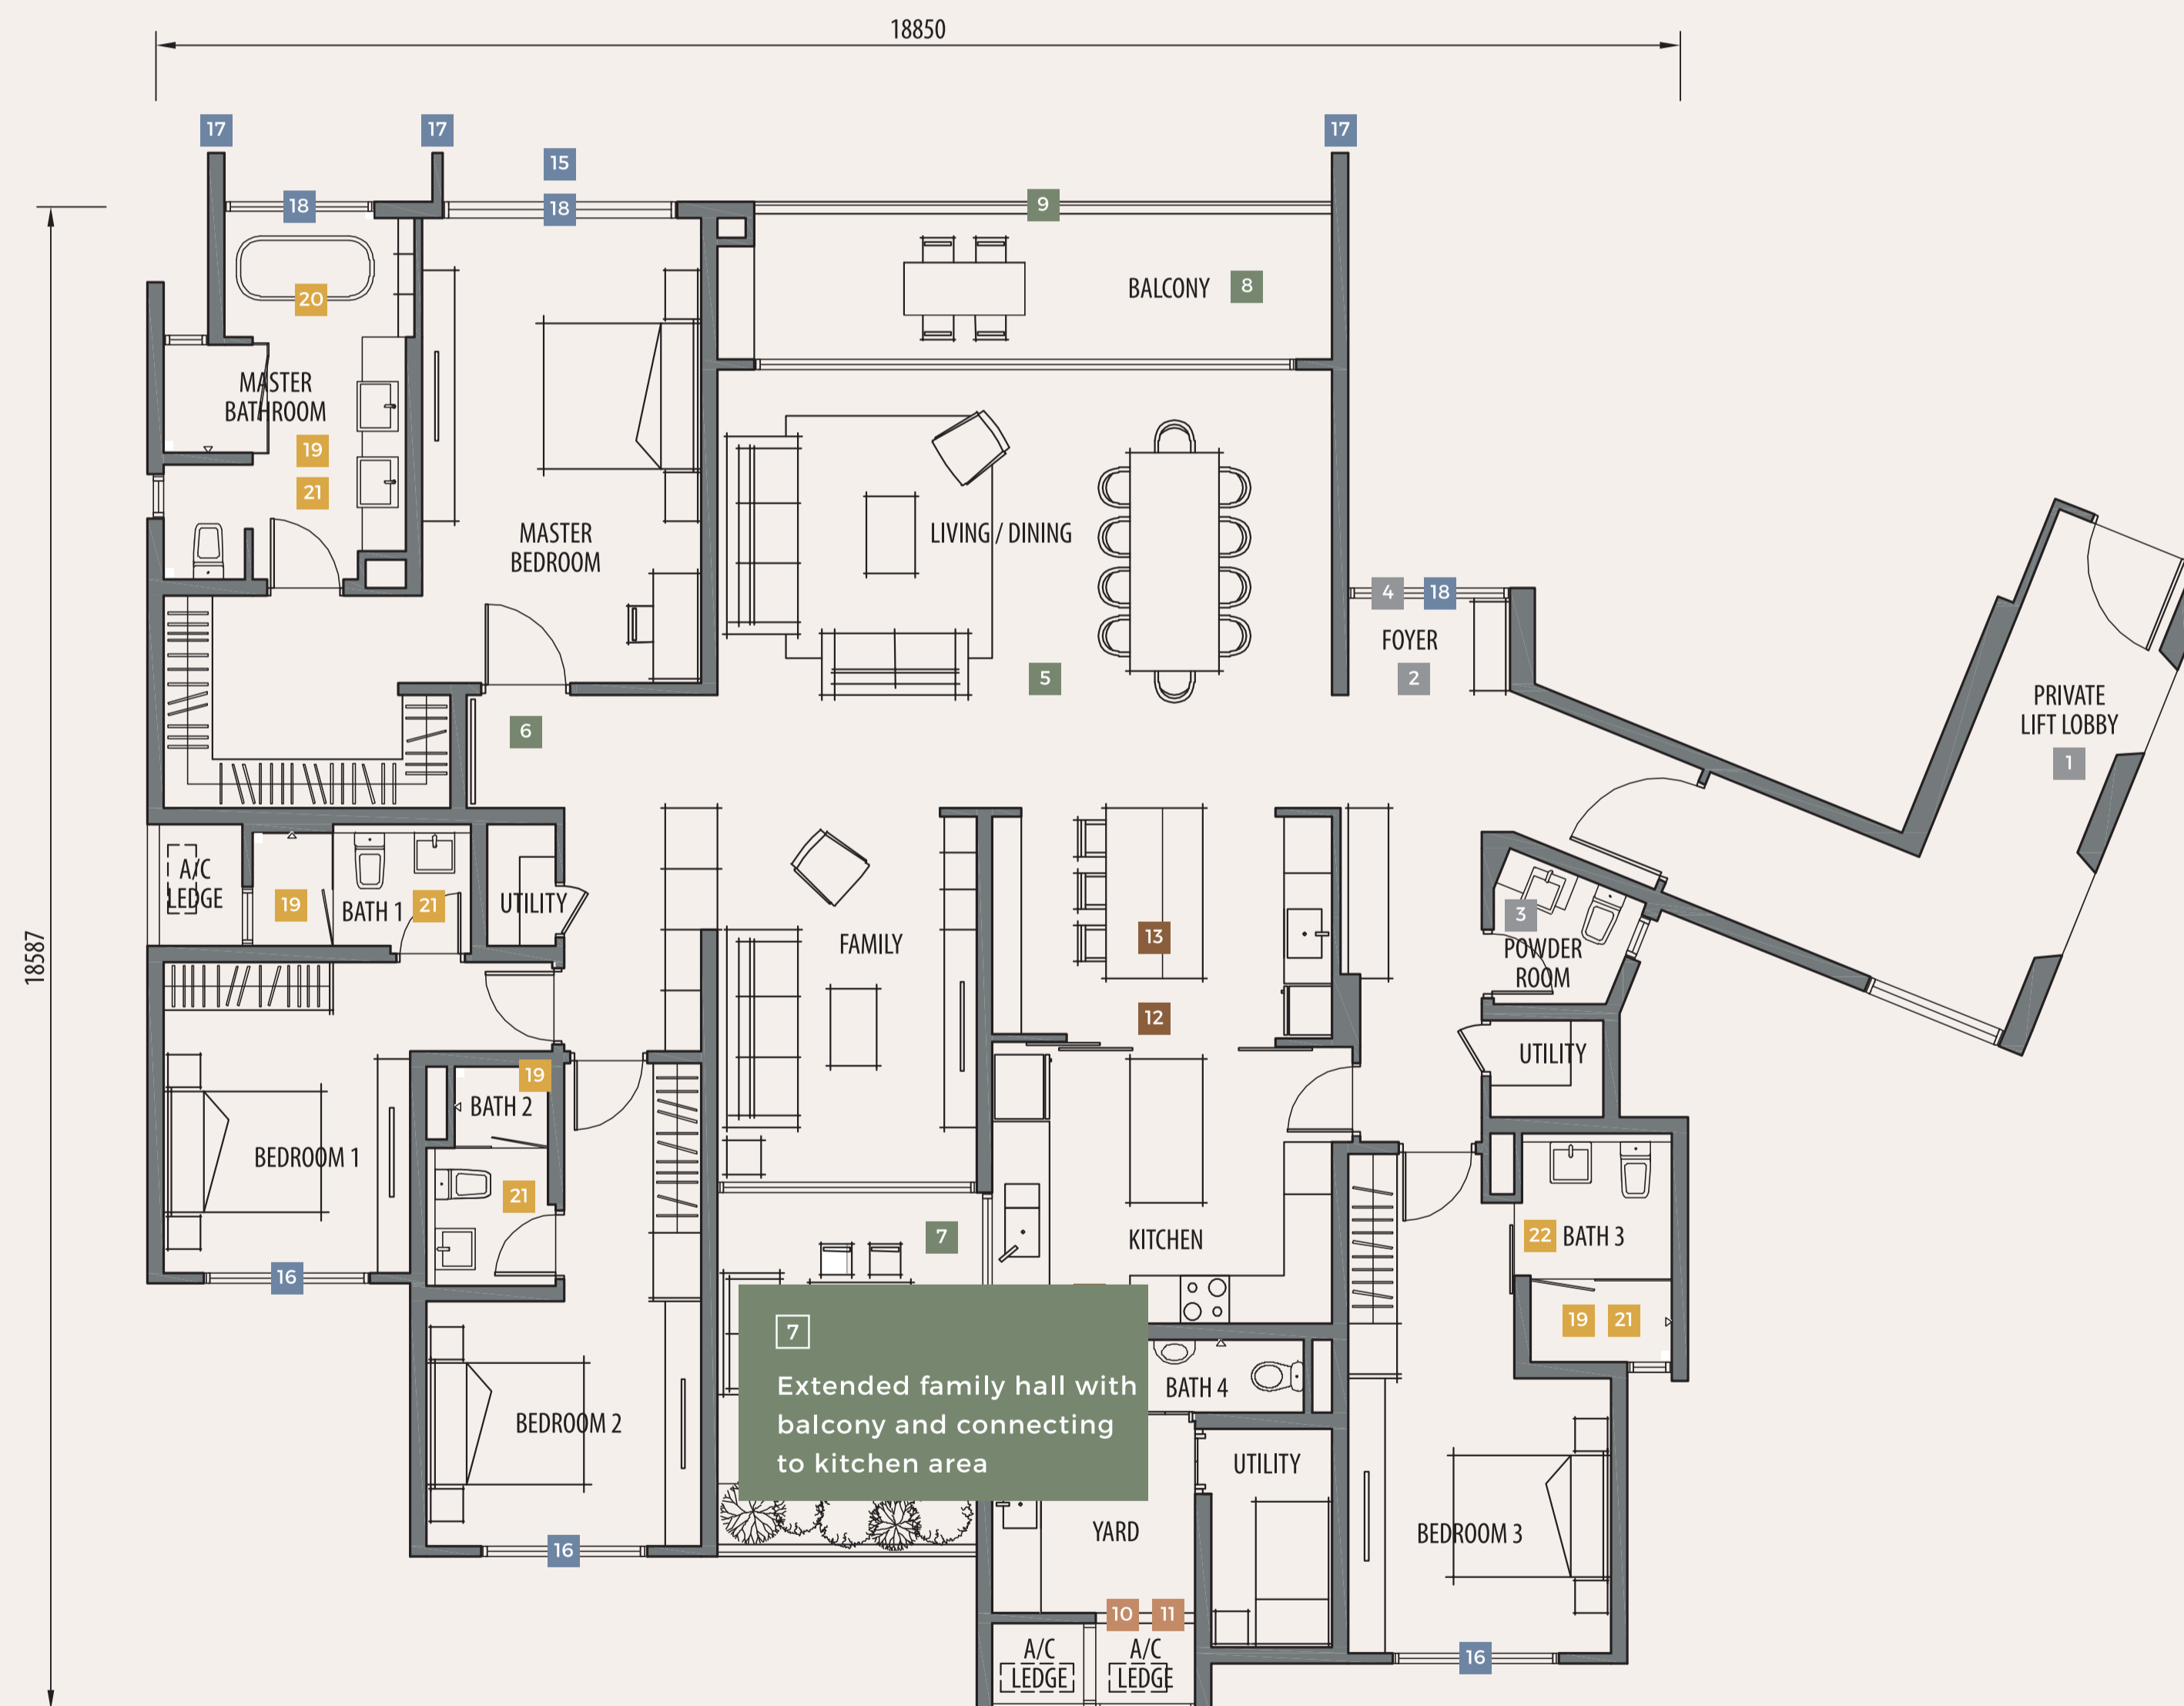 18850
17
17
17
15
18
18
9
BALCONY 8
20
MASTER
BATHROOM
19
21
MASTER
BEDROOM
LIVING / DINING
4 18
FOYER
2
5
6
PRIVATE
LIFT LOBBY
1
18587
A/C
LEDGE
19
BATH 1 21
UTILITY
FAMILY
13
12
3
POWDER
ROOM
UTILITY
19
BATH 2
BEDROOM 1
21
7
KITCHEN
22 BATH 3
16
19 21
7
Extended family hall with
balcony and connecting
to kitchen area
BATH 4
BEDROOM 2
UTILITY
YARD
BEDROOM 3
16
10 11
A/C
LEDGE
A/C
LEDGE
16